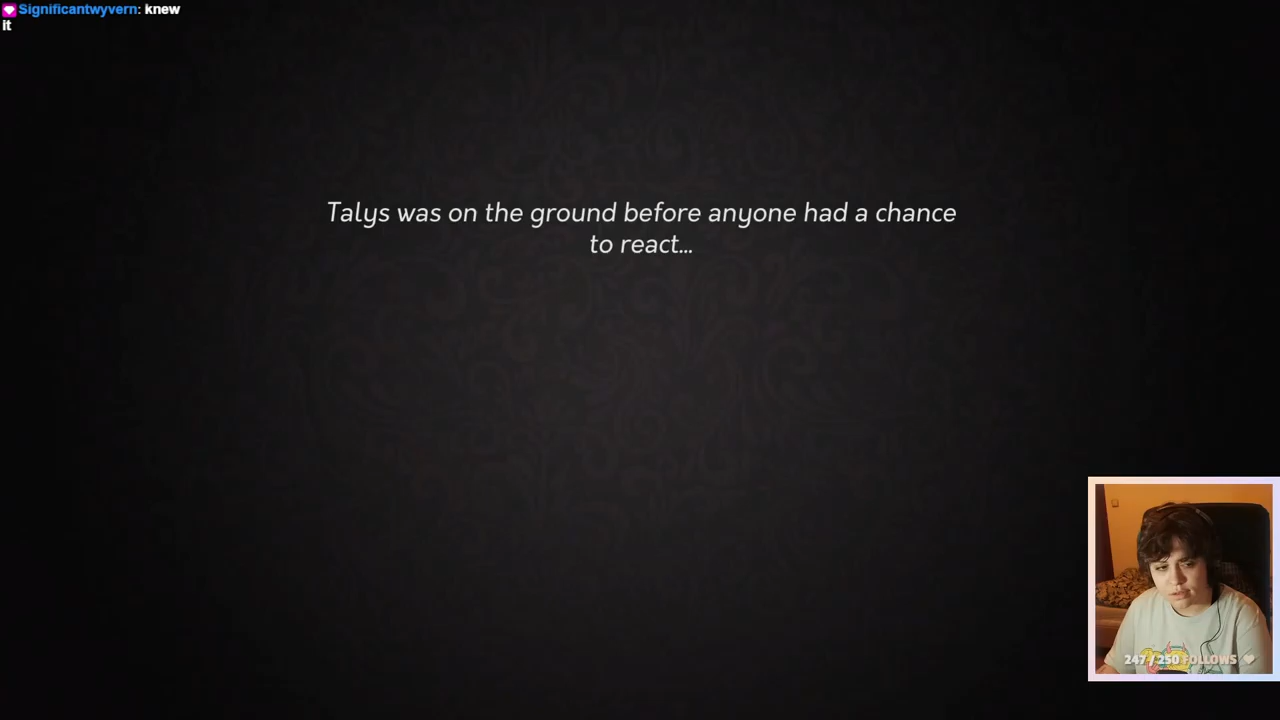 Significantwyvern: knew
it
Talys was on the ground before anyone had a chance
to react...
247 / 250 FOLLOWS